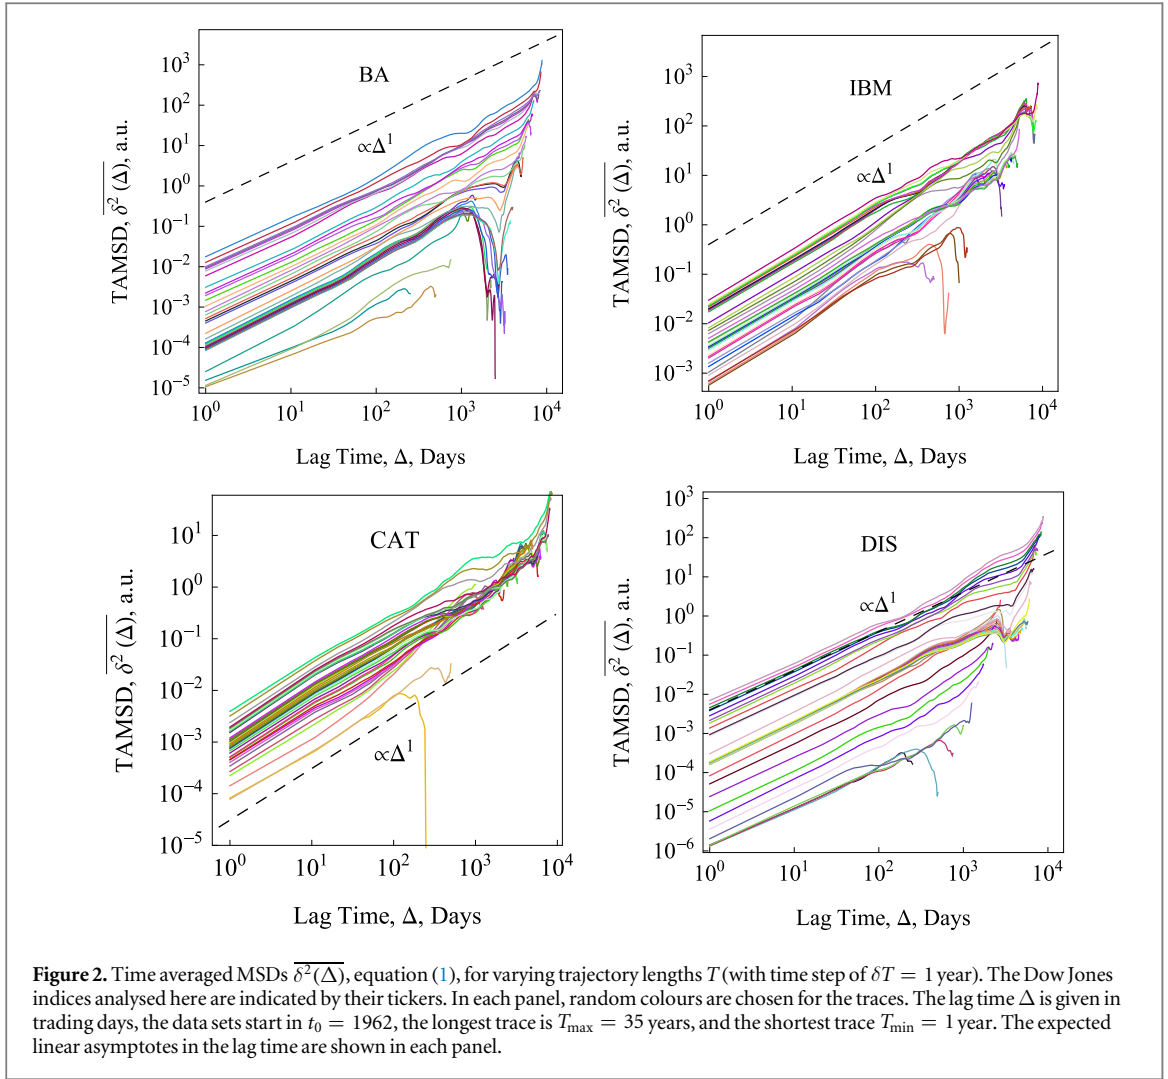 BA
∝Δ¹
TAMSD, δ² (Δ), a.u.
10³
10²
10¹
10⁰
10⁻¹
10⁻²
10⁻³
10⁻⁴
10⁻⁵
10⁰ 10¹ 10² 10³ 10⁴
Lag Time, Δ, Days
IBM
∝Δ¹
TAMSD, δ² (Δ), a.u.
10³
10²
10¹
10⁰
10⁻¹
10⁻²
10⁻³
10⁰ 10¹ 10² 10³ 10⁴
Lag Time, Δ, Days
CAT
∝Δ¹
TAMSD, δ² (Δ), a.u.
10¹
10⁰
10⁻¹
10⁻²
10⁻³
10⁻⁴
10⁻⁵
10⁰ 10¹ 10² 10³ 10⁴
Lag Time, Δ, Days
DIS
∝Δ¹
TAMSD, δ² (Δ), a.u.
10³
10²
10¹
10⁰
10⁻¹
10⁻²
10⁻³
10⁻⁴
10⁻⁵
10⁻⁶
10⁰ 10¹ 10² 10³ 10⁴
Lag Time, Δ, Days
Figure 2. Time averaged MSDs δ²(Δ), equation (1), for varying trajectory lengths T (with time step of δT = 1 year). The Dow Jones
indices analysed here are indicated by their tickers. In each panel, random colours are chosen for the traces. The lag time Δ is given in
trading days, the data sets start in t₀ = 1962, the longest trace is Tmax = 35 years, and the shortest trace Tmin = 1 year. The expected
linear asymptotes in the lag time are shown in each panel.